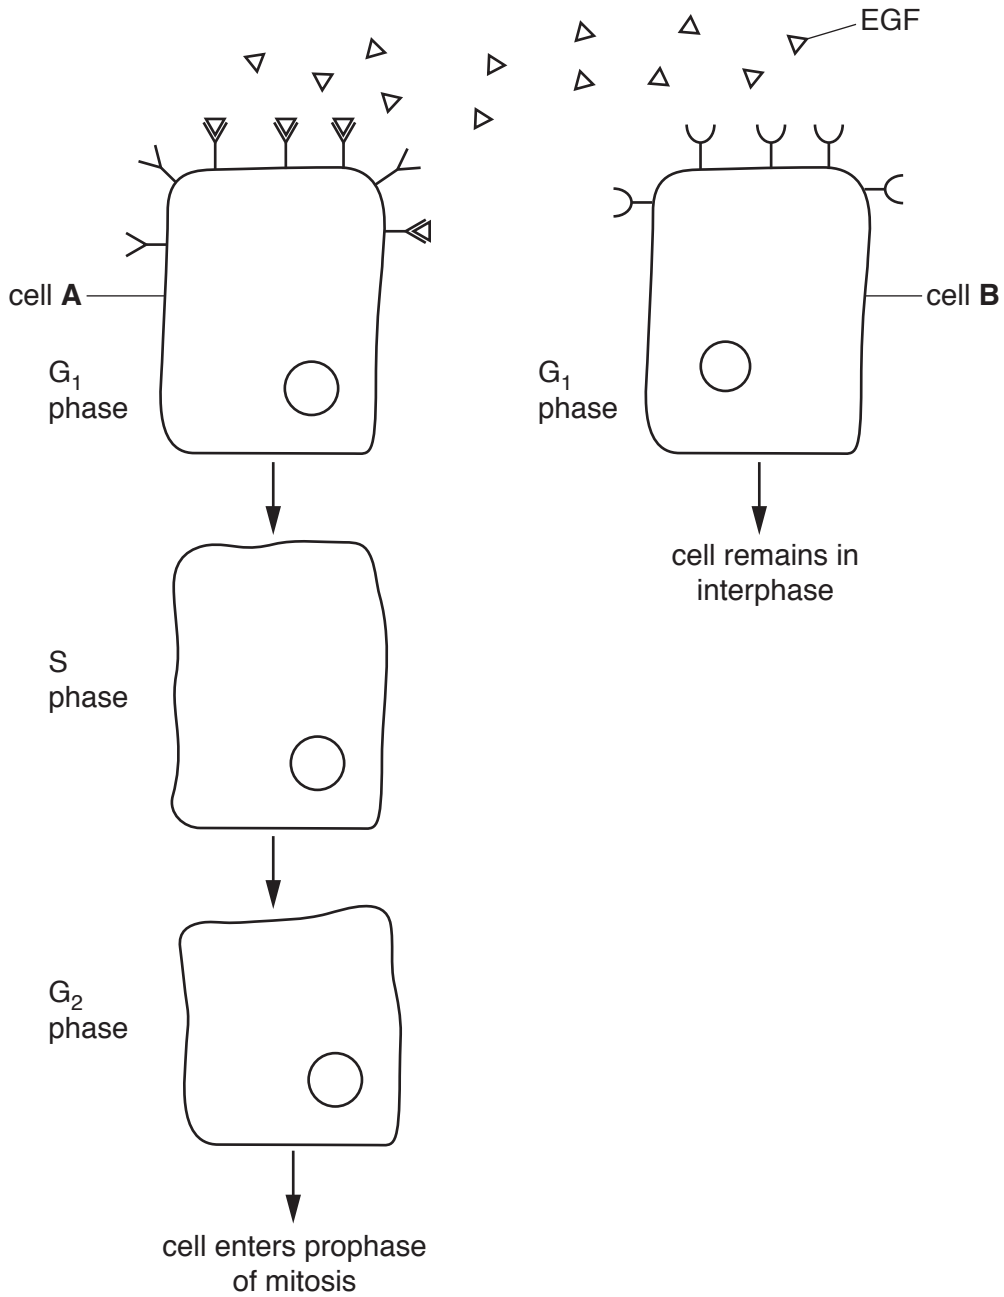 EGF
cell A
cell B
G₁
phase
G₁
phase
cell remains in
interphase
S
phase
G₂
phase
cell enters prophase
of mitosis